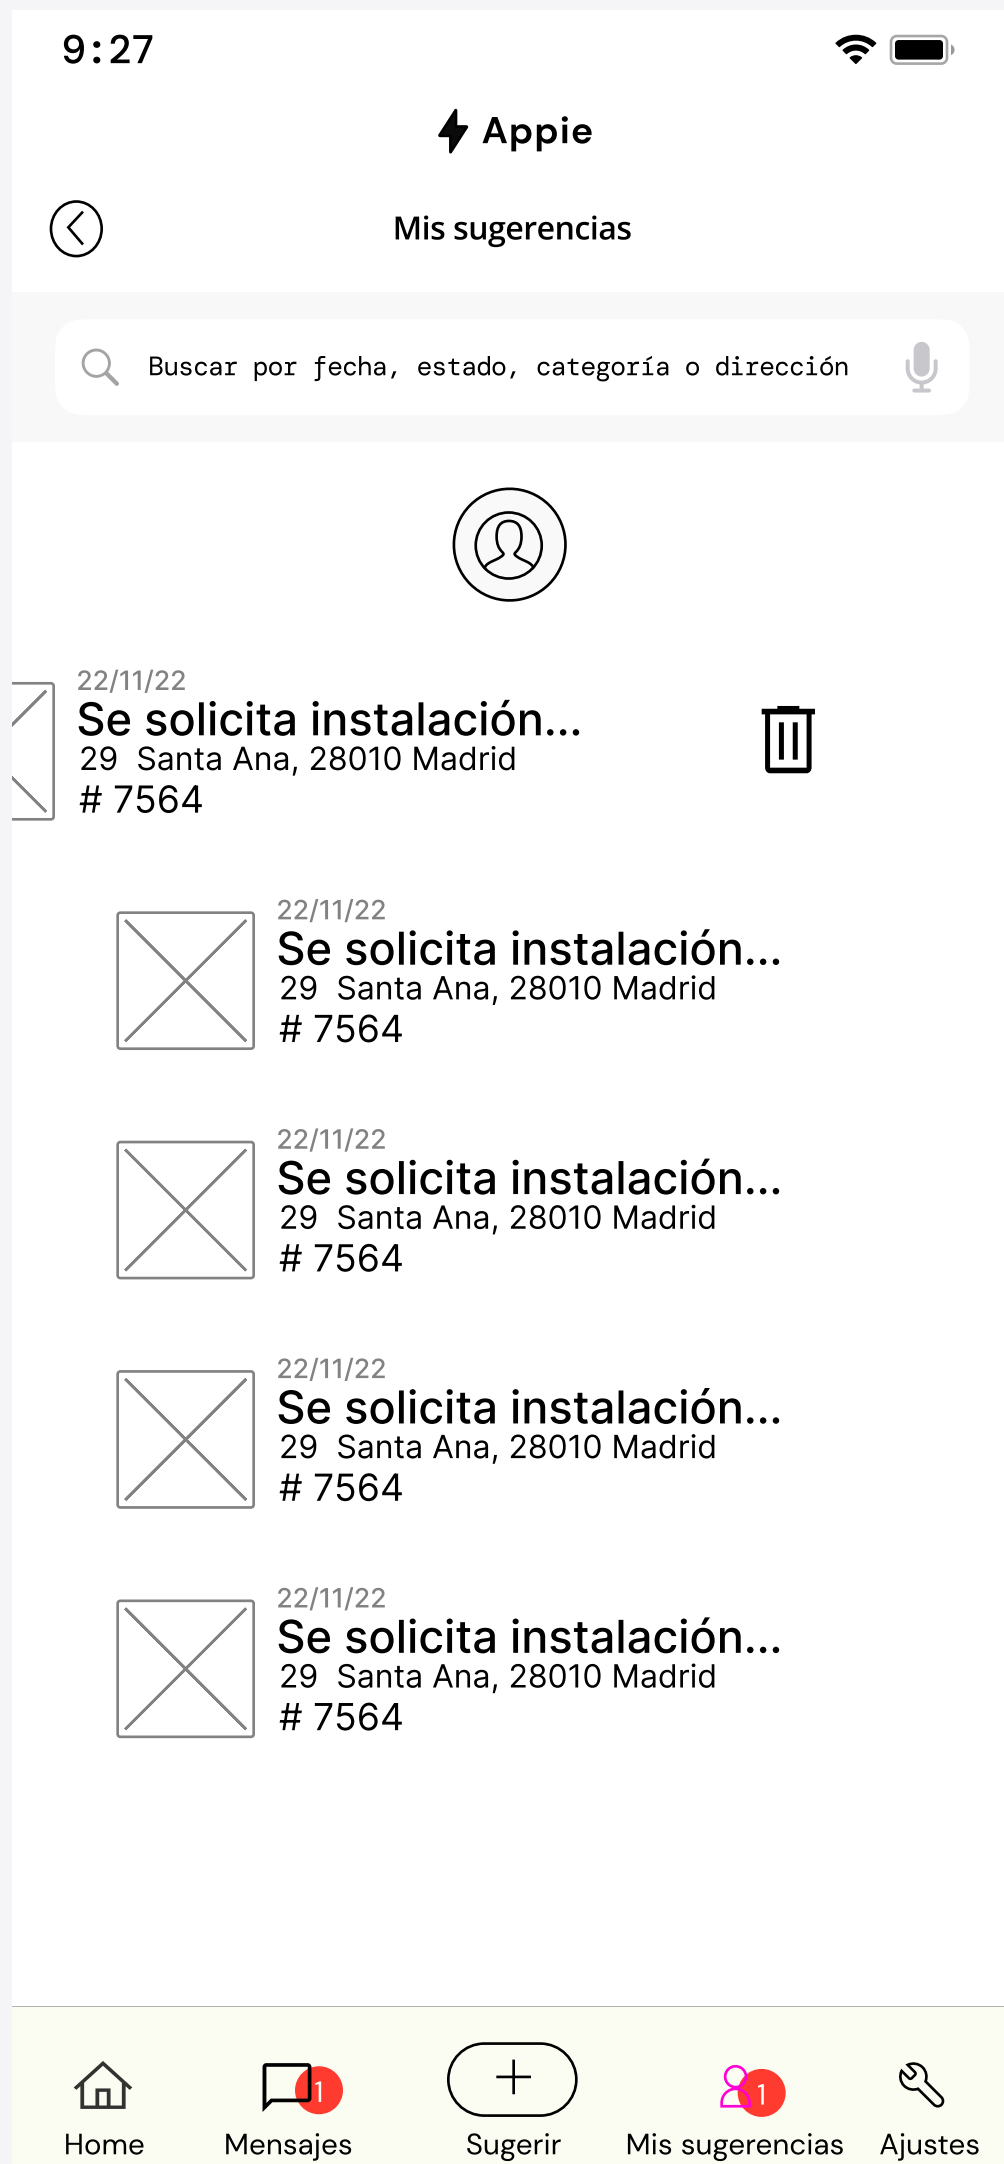 9:27
Appie
Mis sugerencias
Buscar por fecha, estado, categoría o dirección
22/11/22
Se solicita instalación...
29 Santa Ana, 28010 Madrid
# 7564
22/11/22
Se solicita instalación...
29 Santa Ana, 28010 Madrid
# 7564
22/11/22
Se solicita instalación...
29 Santa Ana, 28010 Madrid
# 7564
22/11/22
Se solicita instalación...
29 Santa Ana, 28010 Madrid
# 7564
22/11/22
Se solicita instalación...
29 Santa Ana, 28010 Madrid
# 7564
1 1
Home Mensajes Sugerir Mis sugerencias Ajustes